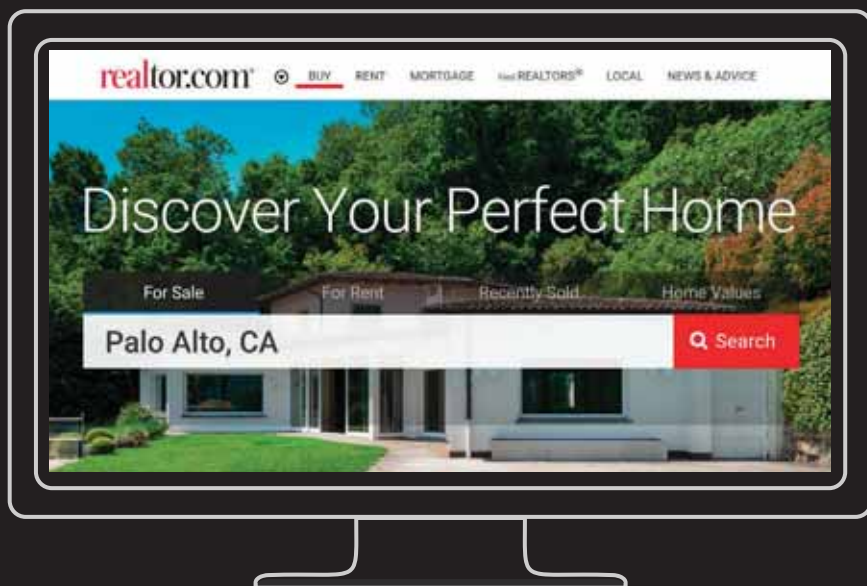 realtor.com® BUY RENT MORTGAGE Find REALTORS® LOCAL NEWS & ADVICE
Discover Your Perfect Home
For Sale For Rent Recently Sold Home Values
Palo Alto, CA Search